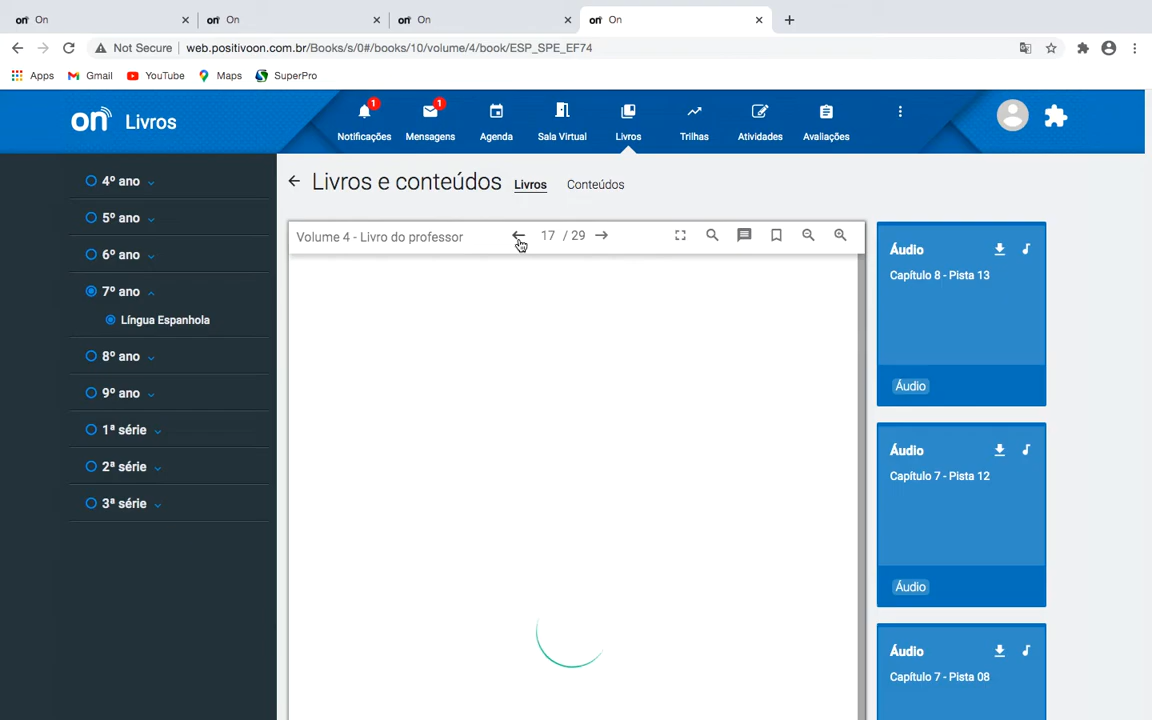 on On
on On
on On
on On
Not Secure web.positivoon.com.br/Books/s/0#/books/10/volume/4/book/ESP_SPE_EF74
Apps Gmail YouTube Maps SuperPro
on Livros
1 1
Notificações Mensagens Agenda Sala Virtual Livros Trilhas Atividades Avaliações
4º ano
5º ano
6º ano
7º ano
Língua Espanhola
8º ano
9º ano
1ª série
2ª série
3ª série
Livros e conteúdos Livros Conteúdos
Volume 4 - Livro do professor 17 / 29
Áudio
Capítulo 8 - Pista 13
Áudio
Áudio
Capítulo 7 - Pista 12
Áudio
Áudio
Capítulo 7 - Pista 08